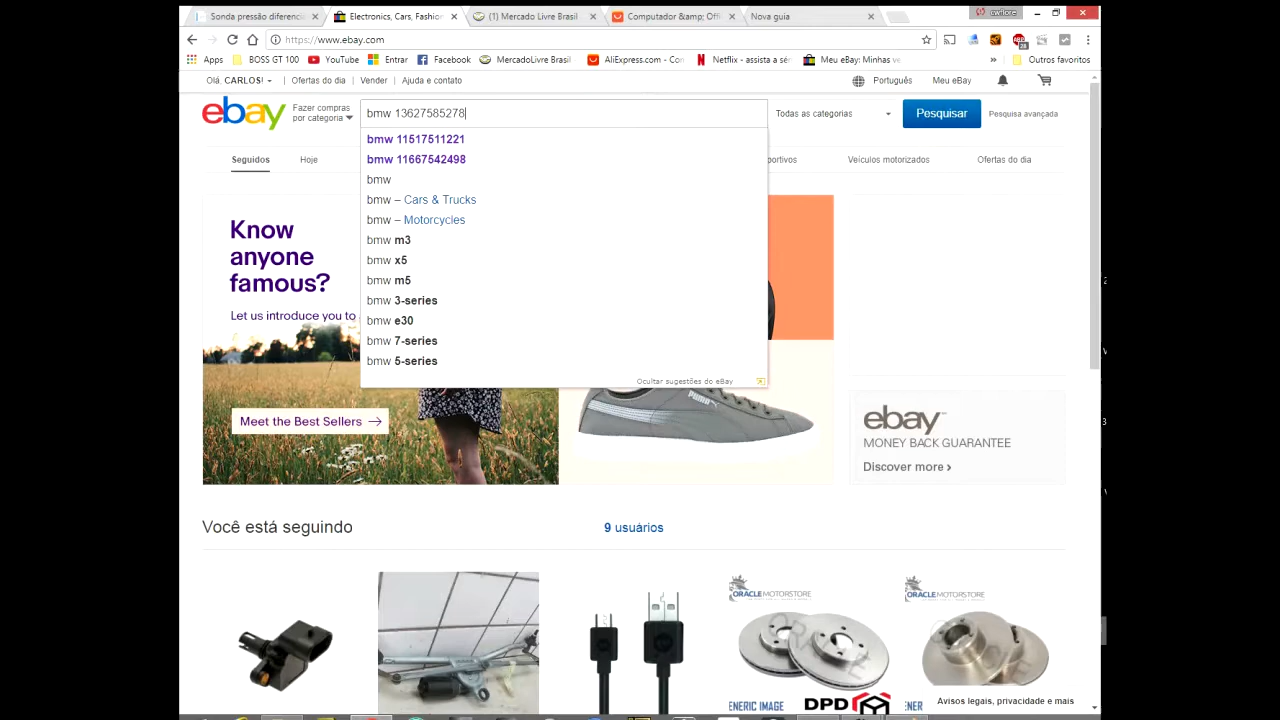 Sonda pressão diferencia
Electronics, Cars, Fashion
(1) Mercado Livre Brasil
Computador &amp; Offi
Nova guia
https://www.ebay.com
Apps
BOSS GT 100
YouTube
Entrar
Facebook
MercadoLivre Brasil
AliExpress.com - Con
Netflix - assista a sé
Meu eBay: Minhas ve
»
Outros favoritos
Olá, CARLOS!
Ofertas do dia
Vender
Ajuda e contato
Português
Meu eBay
ebay
Fazer compras
por categoria
bmw 13627585278
Todas as categorias
Pesquisar
Pesquisa avançada
bmw 11517511221
bmw 11667542498
bmw
bmw – Cars & Trucks
bmw – Motorcycles
bmw m3
bmw x5
bmw m5
bmw 3-series
bmw e30
bmw 7-series
bmw 5-series
Ocultar sugestões do eBay
Seguidos
Hoje
portivos
Veículos motorizados
Ofertas do dia
Know
anyone
famous?
Let us introduce you to
Meet the Best Sellers
PUMA
ebay
MONEY BACK GUARANTEE
Discover more ›
Você está seguindo
9 usuários
ORACLE MOTORSTORE
ORACLE MOTORSTORE
ENERIC IMAGE
DPD
ENER
Avisos legais, privacidade e mais